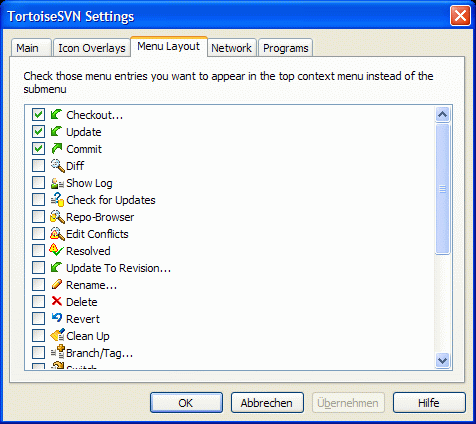 TortoiseSVN Settings
Main Icon Overlays Menu Layout Network Programs
Check those menu entries you want to appear in the top context menu instead of the
submenu
Checkout...
Update
Commit
Diff
Show Log
Check for Updates
Repo-Browser
Edit Conflicts
Resolved
Update To Revision...
Rename...
Delete
Revert
Clean Up
Branch/Tag...
Switch
OK Abbrechen Übernehmen Hilfe